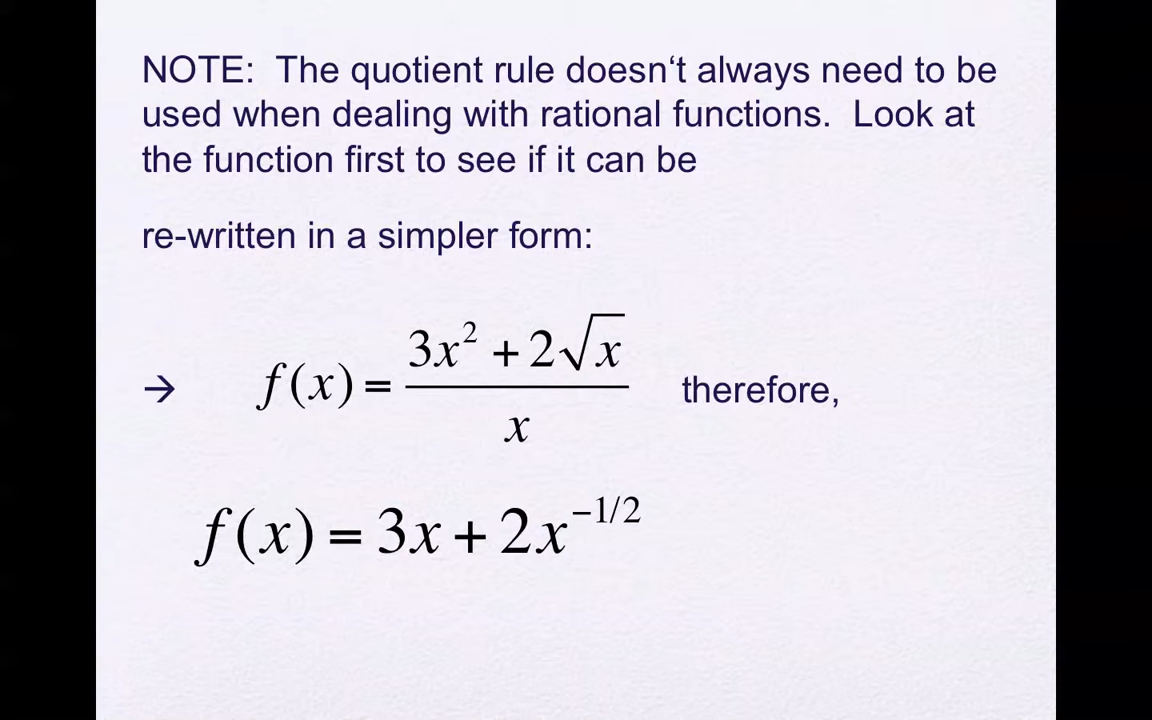 NOTE:  The quotient rule doesn‘t always need to be
used when dealing with rational functions.  Look at
the function first to see if it can be
re-written in a simpler form:
→ f(x) = (3x² + 2√x) / x therefore,
f(x) = 3x + 2x^(−1/2)